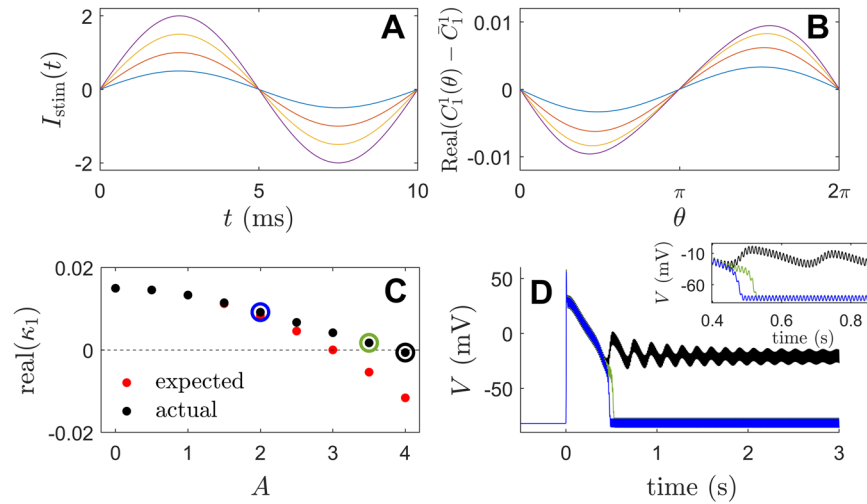 A
I_stim(t)
2
0
-2
0
5
10
t (ms)
B
Real(C_1^1(θ) − C̄_1^1)
0.01
0
-0.01
0
π
2π
θ
C
real(κ_1)
0.02
0
-0.02
expected
actual
0
1
2
3
4
A
D
V (mV)
50
0
-50
0
1
2
3
time (s)
V (mV)
-10
-60
0.4
0.6
0.8
time (s)